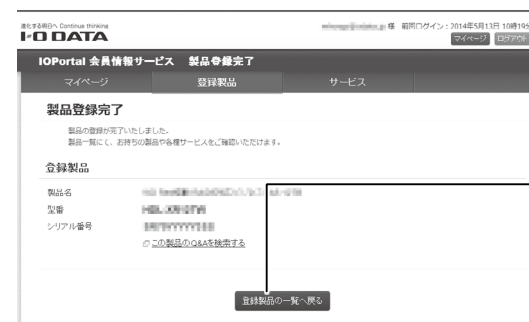 進化する明日へ Continue thinking
I-O DATA
様 前回ログイン：2014年5月13日 10時19分
マイページ ログアウト
IOPortal 会員情報サービス 製品登録完了
マイページ 登録製品 サービス
製品登録完了
製品の登録が完了いたしました。
製品一覧にて、お持ちの製品や各種サービスをご確認いただけます。
登録製品
製品名
型番
シリアル番号
この製品のQ&Aを検索する
登録製品の一覧へ戻る